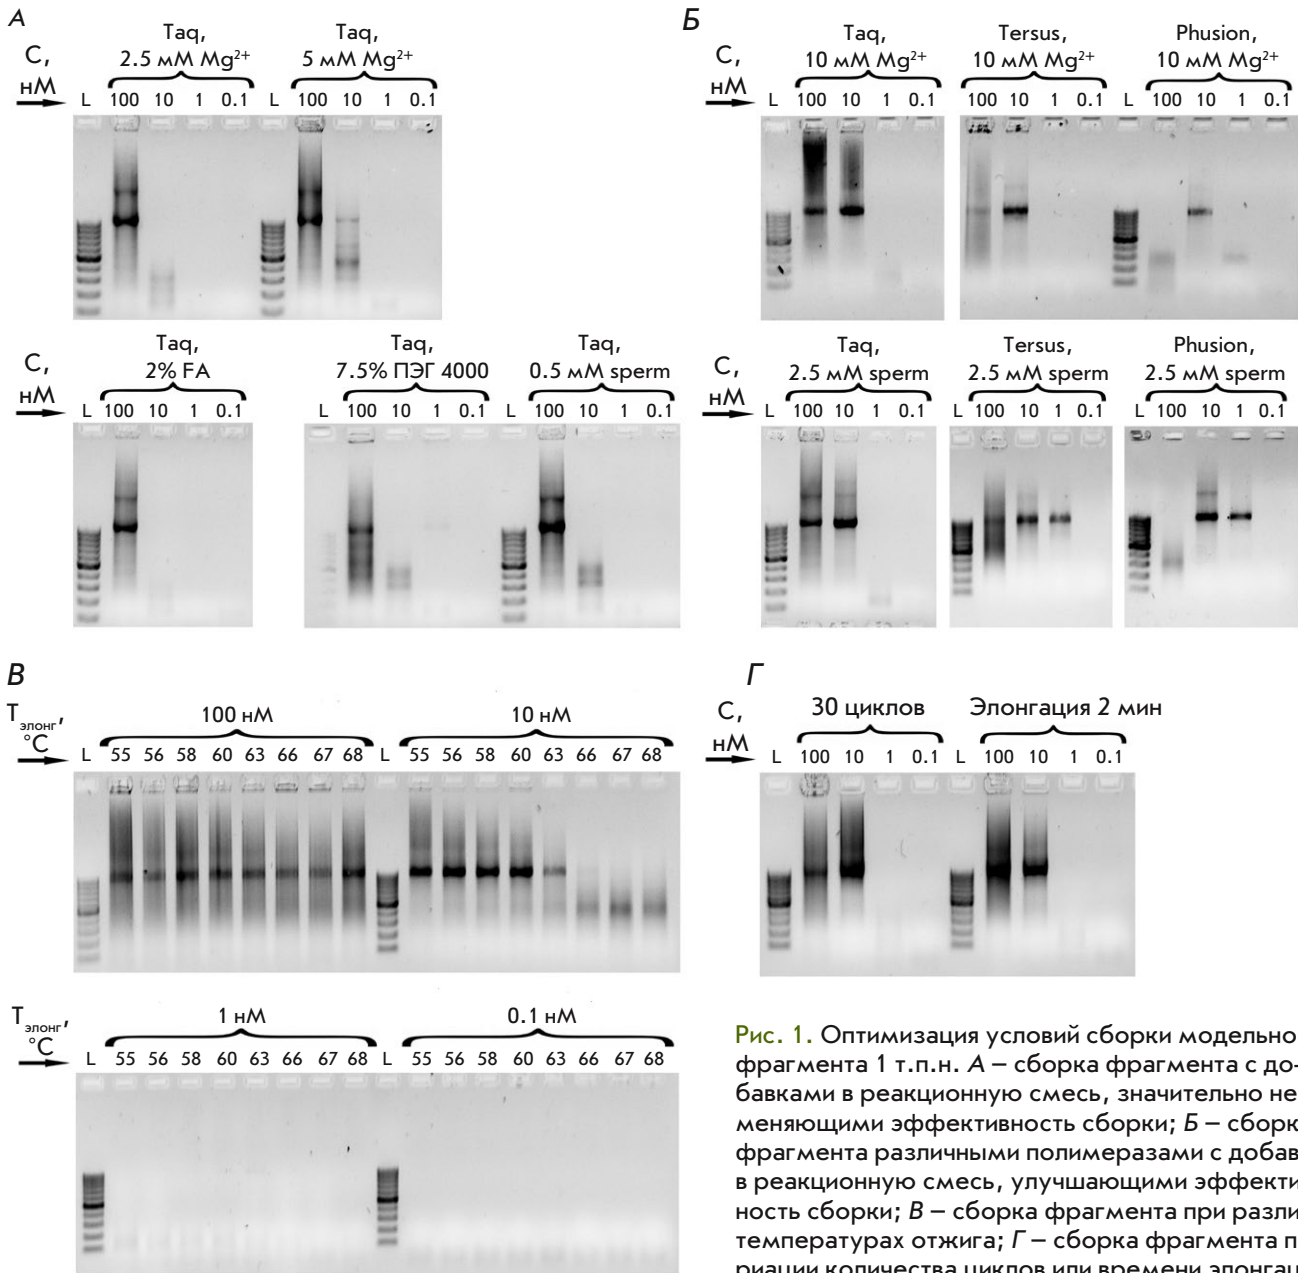 А
Taq,
2.5 мМ Mg²⁺
Taq,
5 мМ Mg²⁺
С,
нМ
L 100 10 1 0.1 L 100 10 1 0.1
Taq,
2% FA
Taq,
7.5% ПЭГ 4000
Taq,
0.5 мМ sperm
С,
нМ
L 100 10 1 0.1 L 100 10 1 0.1 L 100 10 1 0.1
Б
Taq,
10 мМ Mg²⁺
Tersus,
10 мМ Mg²⁺
Phusion,
10 мМ Mg²⁺
С,
нМ
L 100 10 1 0.1 100 10 1 0.1 L 100 10 1 0.1
Taq,
2.5 мМ sperm
Tersus,
2.5 мМ sperm
Phusion,
2.5 мМ sperm
С,
нМ
L 100 10 1 0.1 L 100 10 1 0.1 L 100 10 1 0.1
В
Tэлонг,
°C
100 нМ
10 нМ
L 55 56 58 60 63 66 67 68 L 55 56 58 60 63 66 67 68
Tэлонг,
°C
1 нМ
0.1 нМ
L 55 56 58 60 63 66 67 68 L 55 56 58 60 63 66 67 68
Г
С,
нМ
30 циклов
Элонгация 2 мин
L 100 10 1 0.1 L 100 10 1 0.1
Рис. 1. Оптимизация условий сборки модельно
фрагмента 1 т.п.н. А – сборка фрагмента с до-
бавками в реакционную смесь, значительно не
меняющими эффективность сборки; Б – сборк
фрагмента различными полимеразами с добав
в реакционную смесь, улучшающими эффекти
ность сборки; В – сборка фрагмента при разли
температурах отжига; Г – сборка фрагмента п
риации количества циклов или времени элонгац